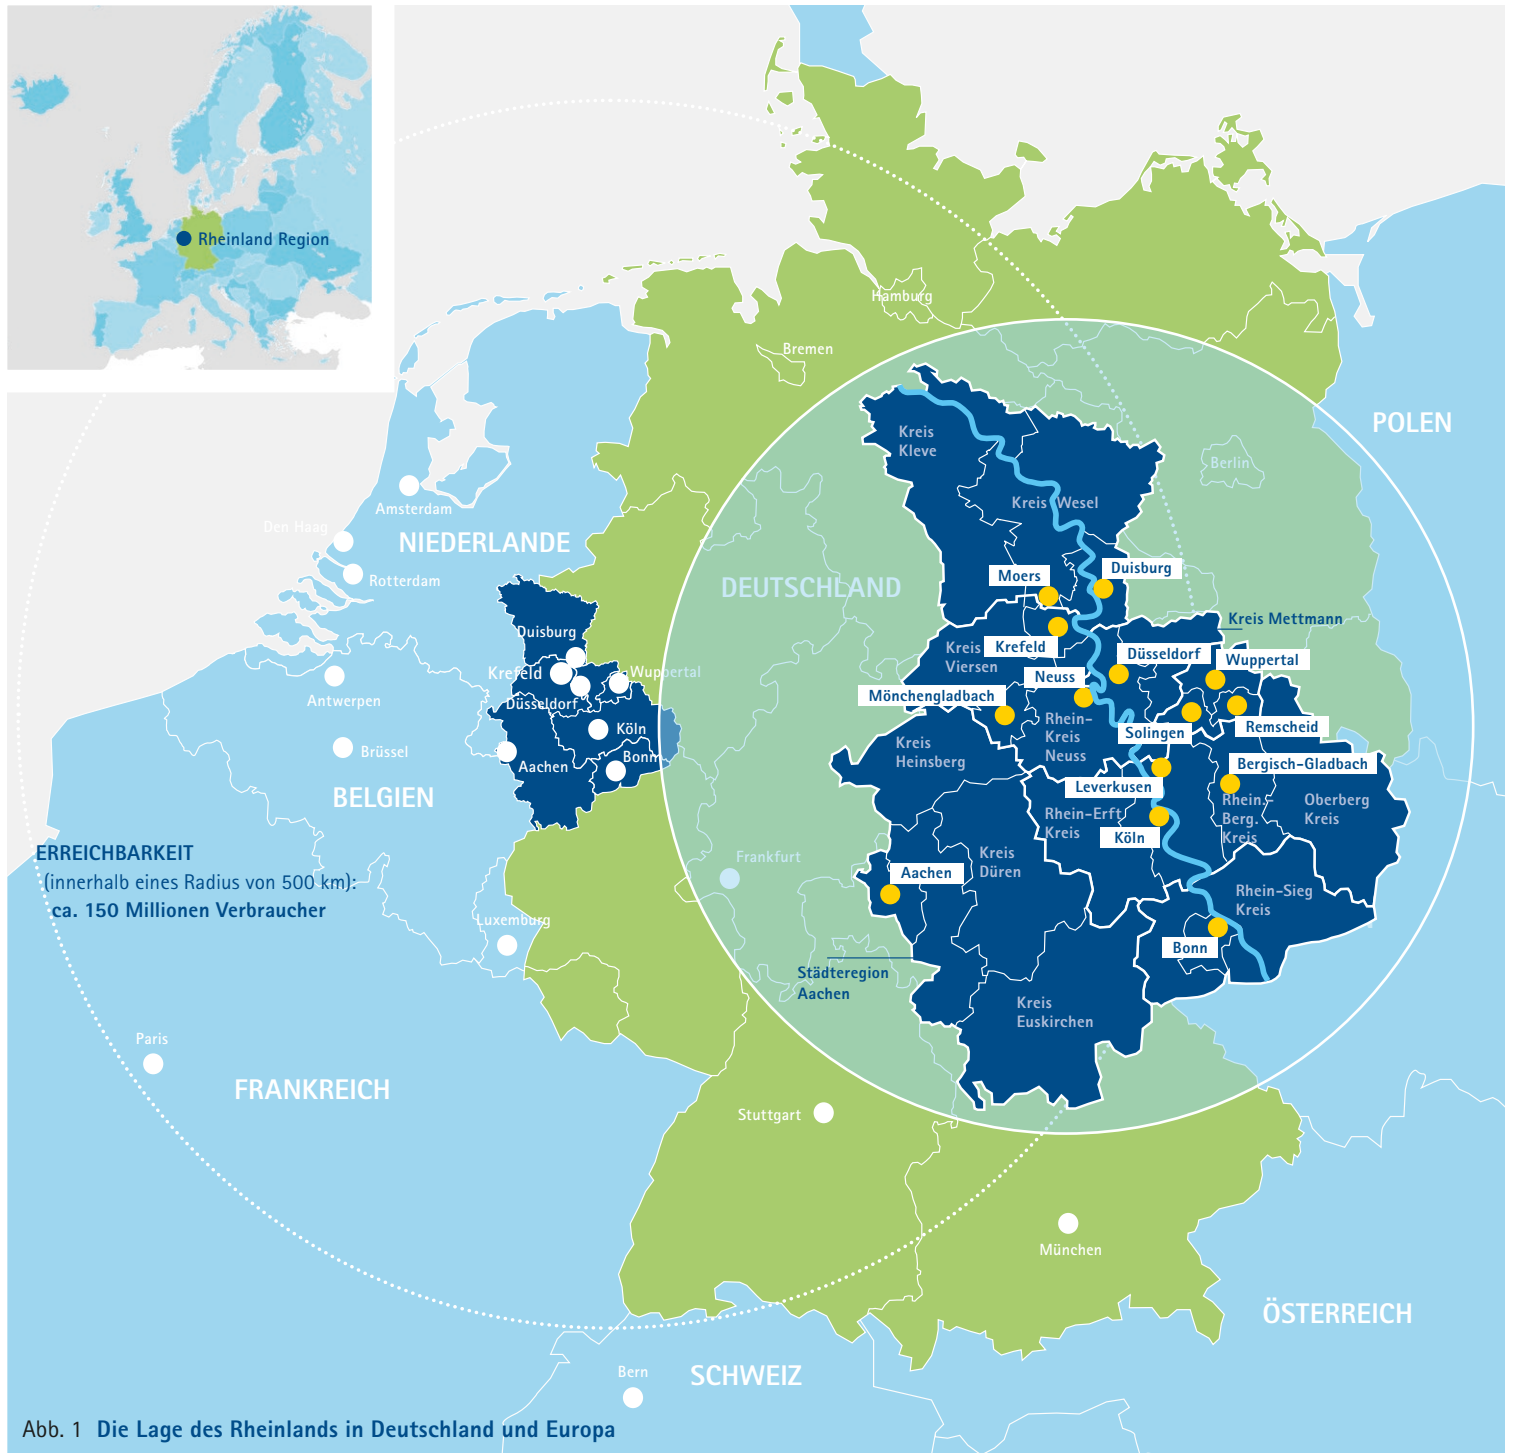 Rheinland Region
Hamburg
Bremen
POLEN
Kreis
Kleve
Berlin
Kreis Wesel
Amsterdam
Den Haag
NIEDERLANDE
Rotterdam
DEUTSCHLAND
Moers
Duisburg
Kreis Mettmann
Duisburg
Krefeld
Kreis
Viersen
Krefeld
Düsseldorf
Wuppertal
Wuppertal
Neuss
Mönchengladbach
Antwerpen
Düsseldorf
Rhein-
Kreis
Neuss
Solingen
Remscheid
Köln
Brüssel
Aachen
Bonn
Kreis
Heinsberg
Bergisch-Gladbach
Leverkusen
BELGIEN
Rhein-Erft
Kreis
Rhein.-
Berg.
Kreis
Oberberg
Kreis
Köln
ERREICHBARKEIT
(innerhalb eines Radius von 500 km):
ca. 150 Millionen Verbraucher
Frankfurt
Kreis
Düren
Aachen
Rhein-Sieg
Kreis
Luxemburg
Bonn
Städteregion
Aachen
Kreis
Euskirchen
Paris
FRANKREICH
Stuttgart
München
ÖSTERREICH
Bern
SCHWEIZ
Abb. 1 Die Lage des Rheinlands in Deutschland und Europa